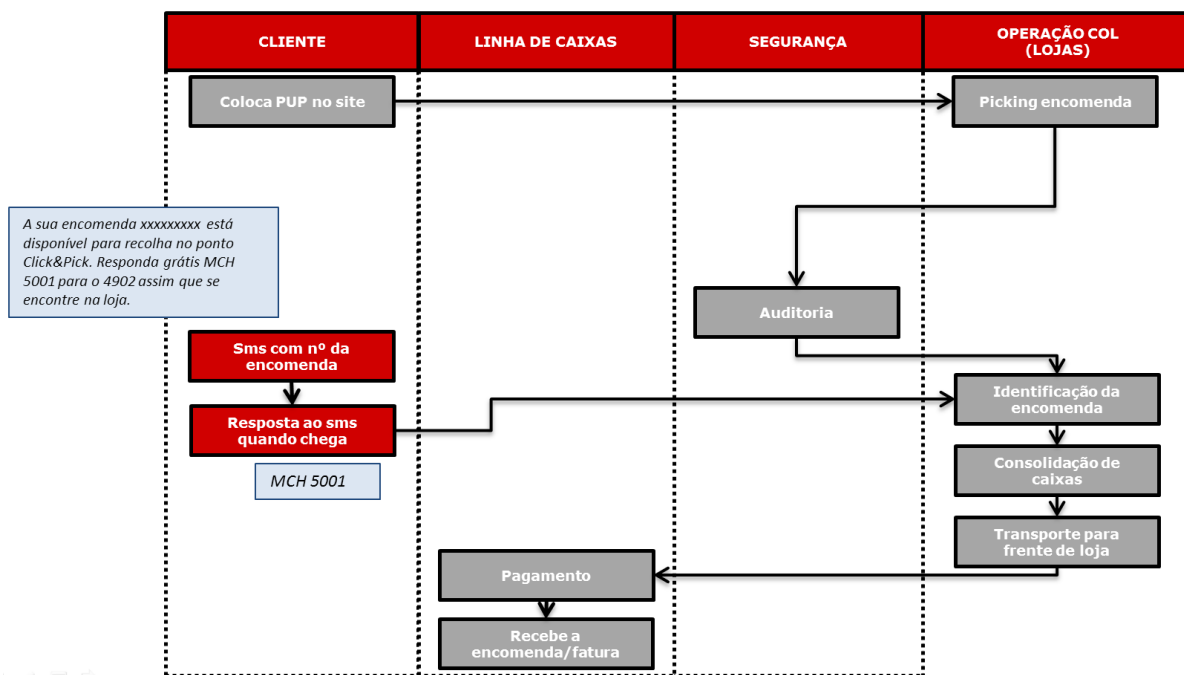 CLIENTE
LINHA DE CAIXAS
SEGURANÇA
OPERAÇÃO COL
(LOJAS)
Coloca PUP no site
Picking encomenda
A sua encomenda xxxxxxxxx está
disponível para recolha no ponto
Click&Pick. Responda grátis MCH
5001 para o 4902 assim que se
encontre na loja.
Auditoria
Sms com nº da
encomenda
Identificação da
encomenda
Resposta ao sms
quando chega
MCH 5001
Consolidação de
caixas
Transporte para
frente de loja
Pagamento
Recebe a
encomenda/fatura